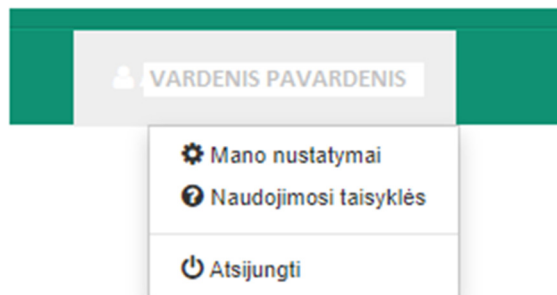 VARDENIS PAVARDENIS
Mano nustatymai
Naudojimosi taisyklės
Atsijungti